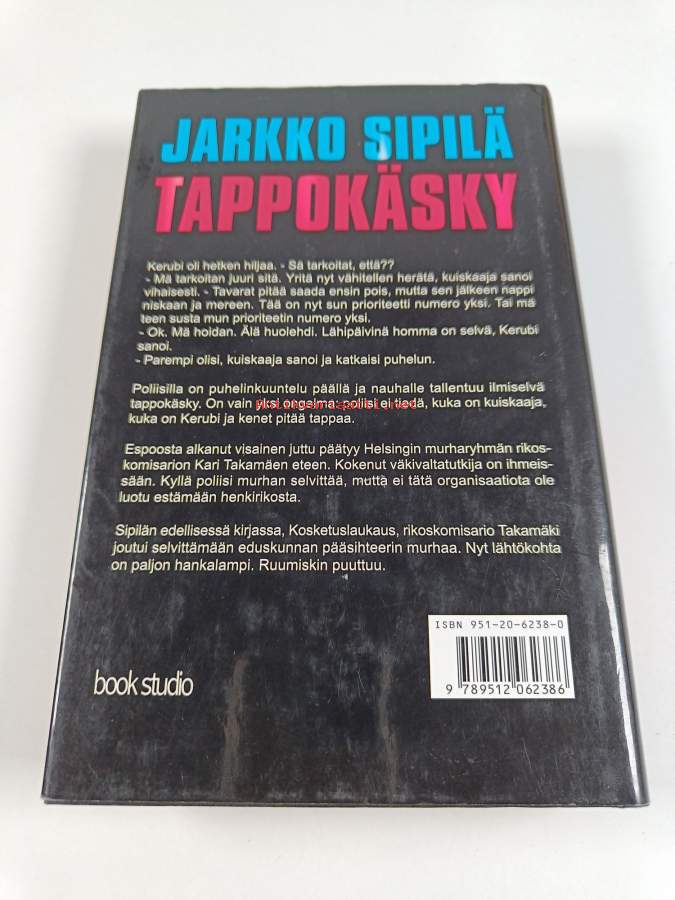 JARKKO SIPILÄ
TAPPOKÄSKY
Kerubi oli hetken hiljaa. - Sä tarkoitat, että??
- Mä tarkoitan juuri sitä. Yritä nyt vähitellen herätä, kuiskaaja sanoi
vihaisesti. - Tavarat pitää saada ensin pois, mutta sen jälkeen nappi
niskaan ja mereen. Tää on nyt sun prioriteetti numero yksi. Tai mä
teen susta mun prioriteetin numero yksi.
- Ok. Mä hoidan. Älä huolehdi. Lähipäivinä homma on selvä, Kerubi
sanoi.
- Parempi olisi, kuiskaaja sanoi ja katkaisi puhelun.
Poliisilla on puhelinkuuntelu päällä ja nauhalle tallentuu ilmiselvä
tappokäsky. On vain yksi ongelma: poliisi ei tiedä, kuka on kuiskaaja,
kuka on Kerubi ja kenet pitää tappaa.
Espoosta alkanut visainen juttu päätyy Helsingin murharyhmän rikos-
komisarion Kari Takamäen eteen. Kokenut väkivaltatutkija on ihmeis-
sään. Kyllä poliisi murhan selvittää, mutta ei tätä organisaatiota ole
luotu estämään henkirikosta.
Sipilän edellisessä kirjassa, Kosketuslaukaus, rikoskomisario Takamäki
joutui selvittämään eduskunnan pääsihteerin murhaa. Nyt lähtökohta
on paljon hankalampi. Ruumiskin puuttuu.
ISBN 951-20-6238-0
9 789512 062386
book studio